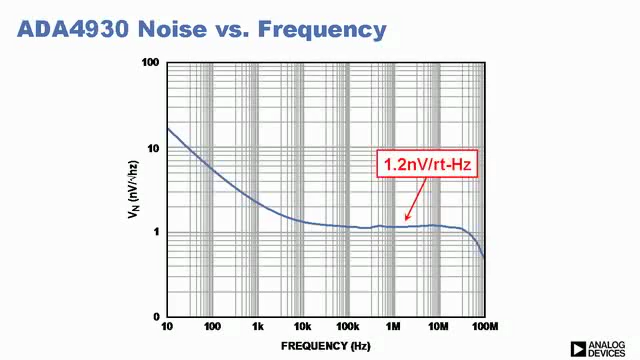 ADA4930 Noise vs. Frequency
100
10
1
0
V_N (nV/√hz)
1.2nV/rt-Hz
10 100 1k 10k 100k 1M 10M 100M
FREQUENCY (Hz)
ANALOG
DEVICES